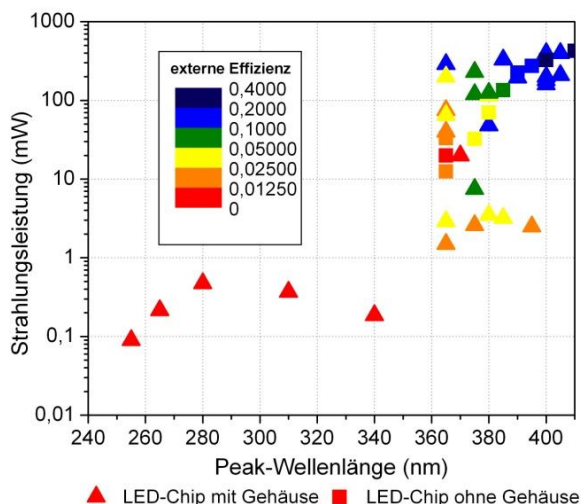 1000
100
10
1
0,1
0,01
Strahlungsleistung (mW)
externe Effizienz
0,4000
0,2000
0,1000
0,05000
0,02500
0,01250
0
240 260 280 300 320 340 360 380 400
Peak-Wellenlänge (nm)
LED-Chip mit Gehäuse LED-Chip ohne Gehäuse